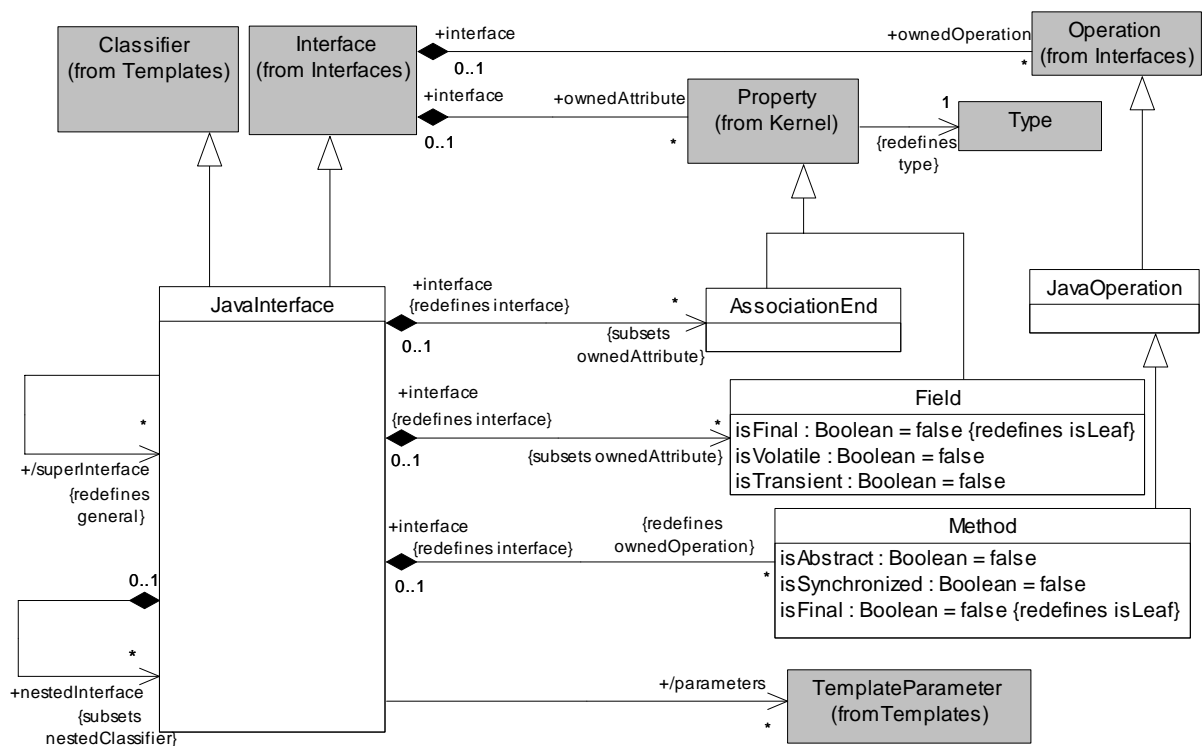 Classifier
(from Templates)
Interface
(from Interfaces)
+interface
0..1
+ownedOperation
*
Operation
(from Interfaces)
+interface
0..1
+ownedAttribute
*
Property
(from Kernel)
1
{redefines
type}
Type
JavaInterface
+interface
{redefines interface}
0..1
*
{subsets
ownedAttribute}
AssociationEnd
JavaOperation
+interface
{redefines interface}
0..1
*
{subsets ownedAttribute}
Field
isFinal : Boolean = false {redefines isLeaf}
isVolatile : Boolean = false
isTransient : Boolean = false
*
+/superInterface
{redefines
general}
+interface
{redefines interface}
0..1
{redefines
ownedOperation}
*
Method
isAbstract : Boolean = false
isSynchronized : Boolean = false
isFinal : Boolean = false {redefines isLeaf}
0..1
*
+nestedInterface
{subsets
nestedClassifier}
+/parameters
*
TemplateParameter
(fromTemplates)